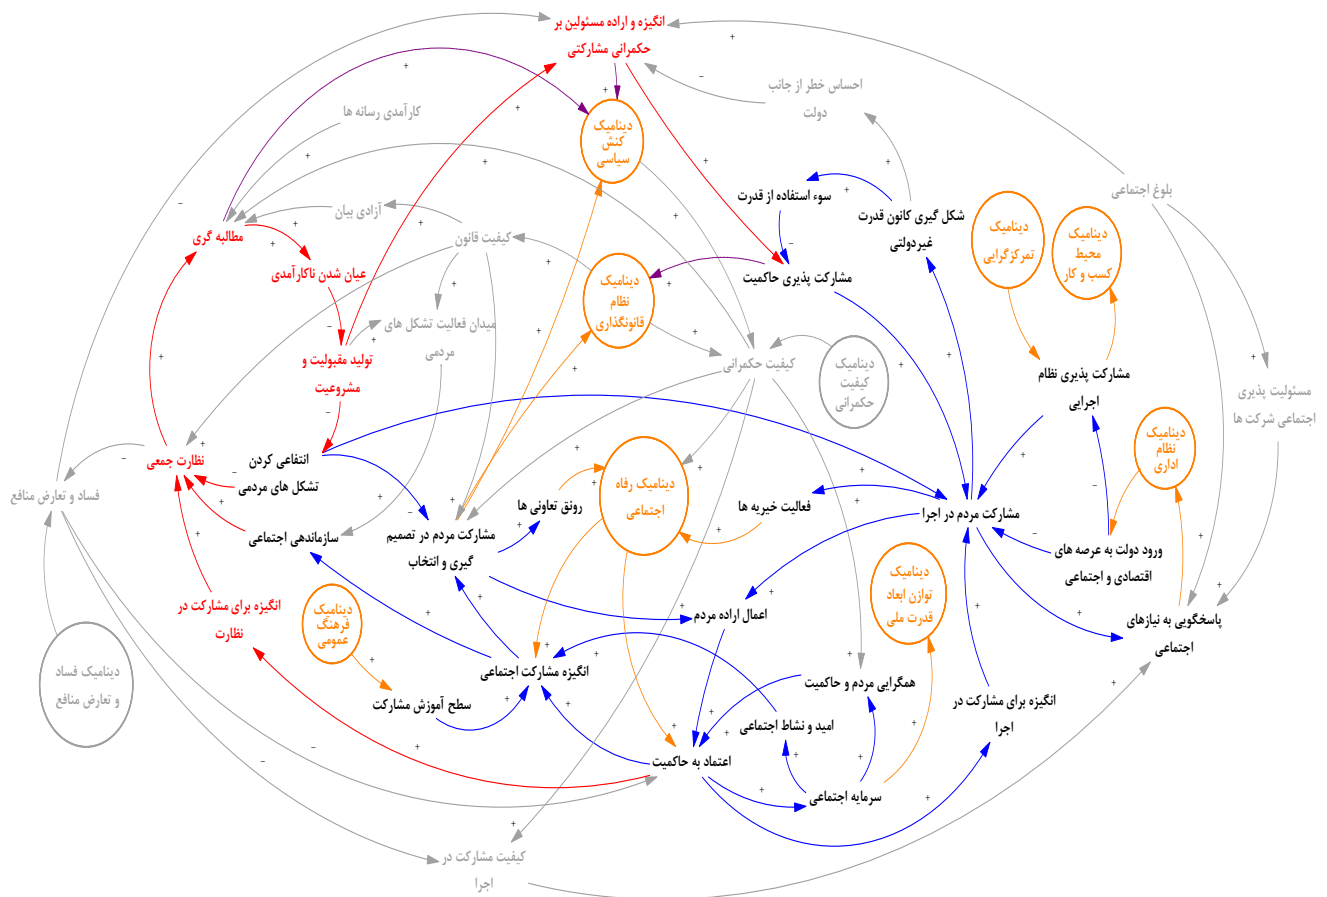 انگیزه و اراده مسئولین بر
حکمرانی مشارکتی
احساس خطر از جانب
دولت
کارآمدی رسانه ها
دینامیک
کنش
سیاسی
بلوغ اجتماعی
سوء استفاده از قدرت
شکل گیری کانون قدرت
غیردولتی
آزادی بیان
مطالبه گری
کیفیت قانون
دینامیک
تمرکزگرایی
دینامیک
محیط
کسب و کار
عیان شدن ناکارآمدی
مشارکت پذیری حاکمیت
دینامیک
نظام
قانونگذاری
میدان فعالیت تشکل های
مردمی
تولید مقبولیت و
مشروعیت
کیفیت حکمرانی
دینامیک
کیفیت
حکمرانی
مشارکت پذیری نظام
اجرایی
مسئولیت پذیری
اجتماعی شرکت ها
دینامیک
نظام
اداری
نظارت جمعی
انتفاعی کردن
تشکل های مردمی
فساد و تعارض منافع
دینامیک رفاه
اجتماعی
رونق تعاونی ها
فعالیت خیریه ها
مشارکت مردم در اجرا
سازماندهی اجتماعی
مشارکت مردم در تصمیم
گیری و انتخاب
ورود دولت به عرصه های
اقتصادی و اجتماعی
دینامیک
توازن ابعاد
قدرت ملی
انگیزه برای مشارکت در
نظارت
دینامیک
فرهنگ
عمومی
اعمال اراده مردم
پاسخگویی به نیازهای
اجتماعی
دینامیک فساد
و تعارض منافع
انگیزه مشارکت اجتماعی
همگرایی مردم و حاکمیت
سطح آموزش مشارکت
انگیزه برای مشارکت در
اجرا
امید و نشاط اجتماعی
اعتماد به حاکمیت
سرمایه اجتماعی
کیفیت مشارکت در
اجرا